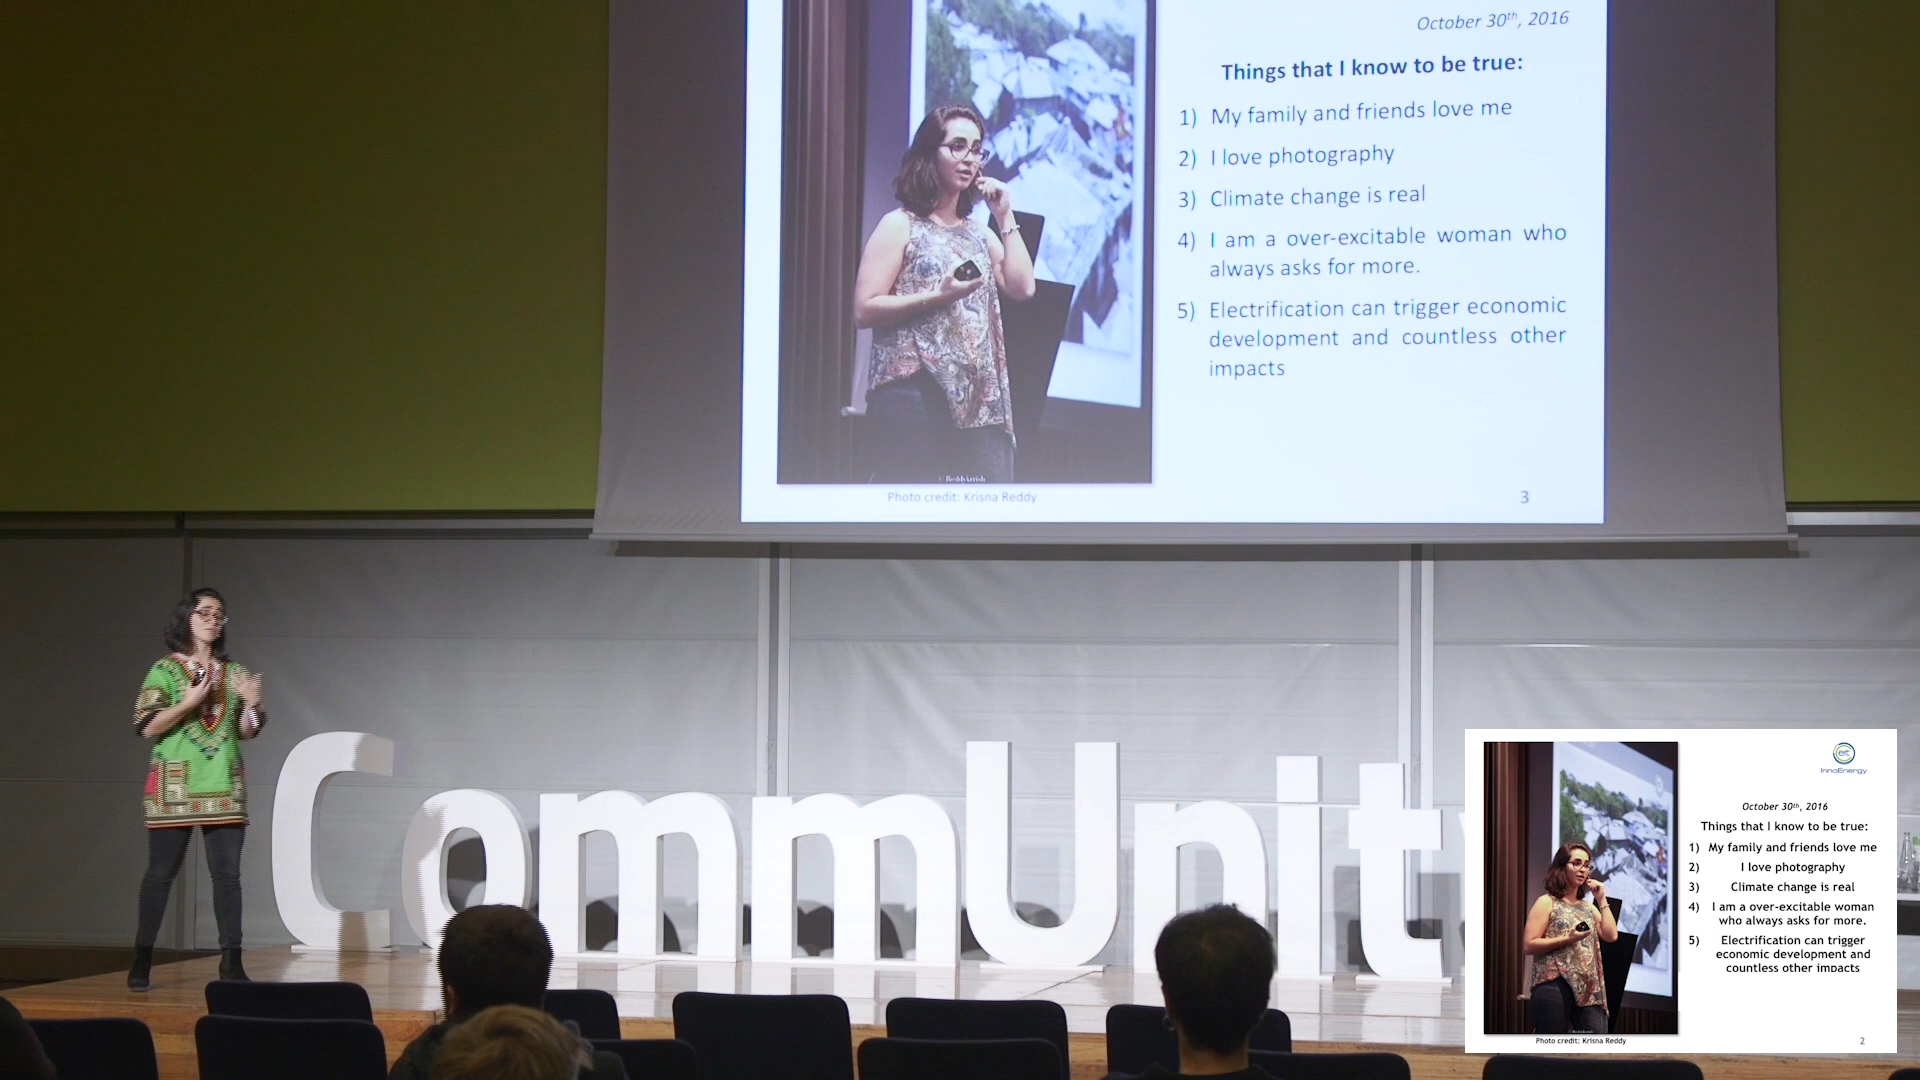 October 30th, 2016
Things that I know to be true:
1) My family and friends love me
2) I love photography
3) Climate change is real
4) I am a over-excitable woman who
always asks for more.
5) Electrification can trigger economic
development and countless other
impacts
Photo credit: Krisna Reddy
3
CommUnity
InnoEnergy
October 30th, 2016
Things that I know to be true:
1) My family and friends love me
2) I love photography
3) Climate change is real
4) I am a over-excitable woman
who always asks for more.
5) Electrification can trigger
economic development and
countless other impacts
Photo credit: Krisna Reddy
2